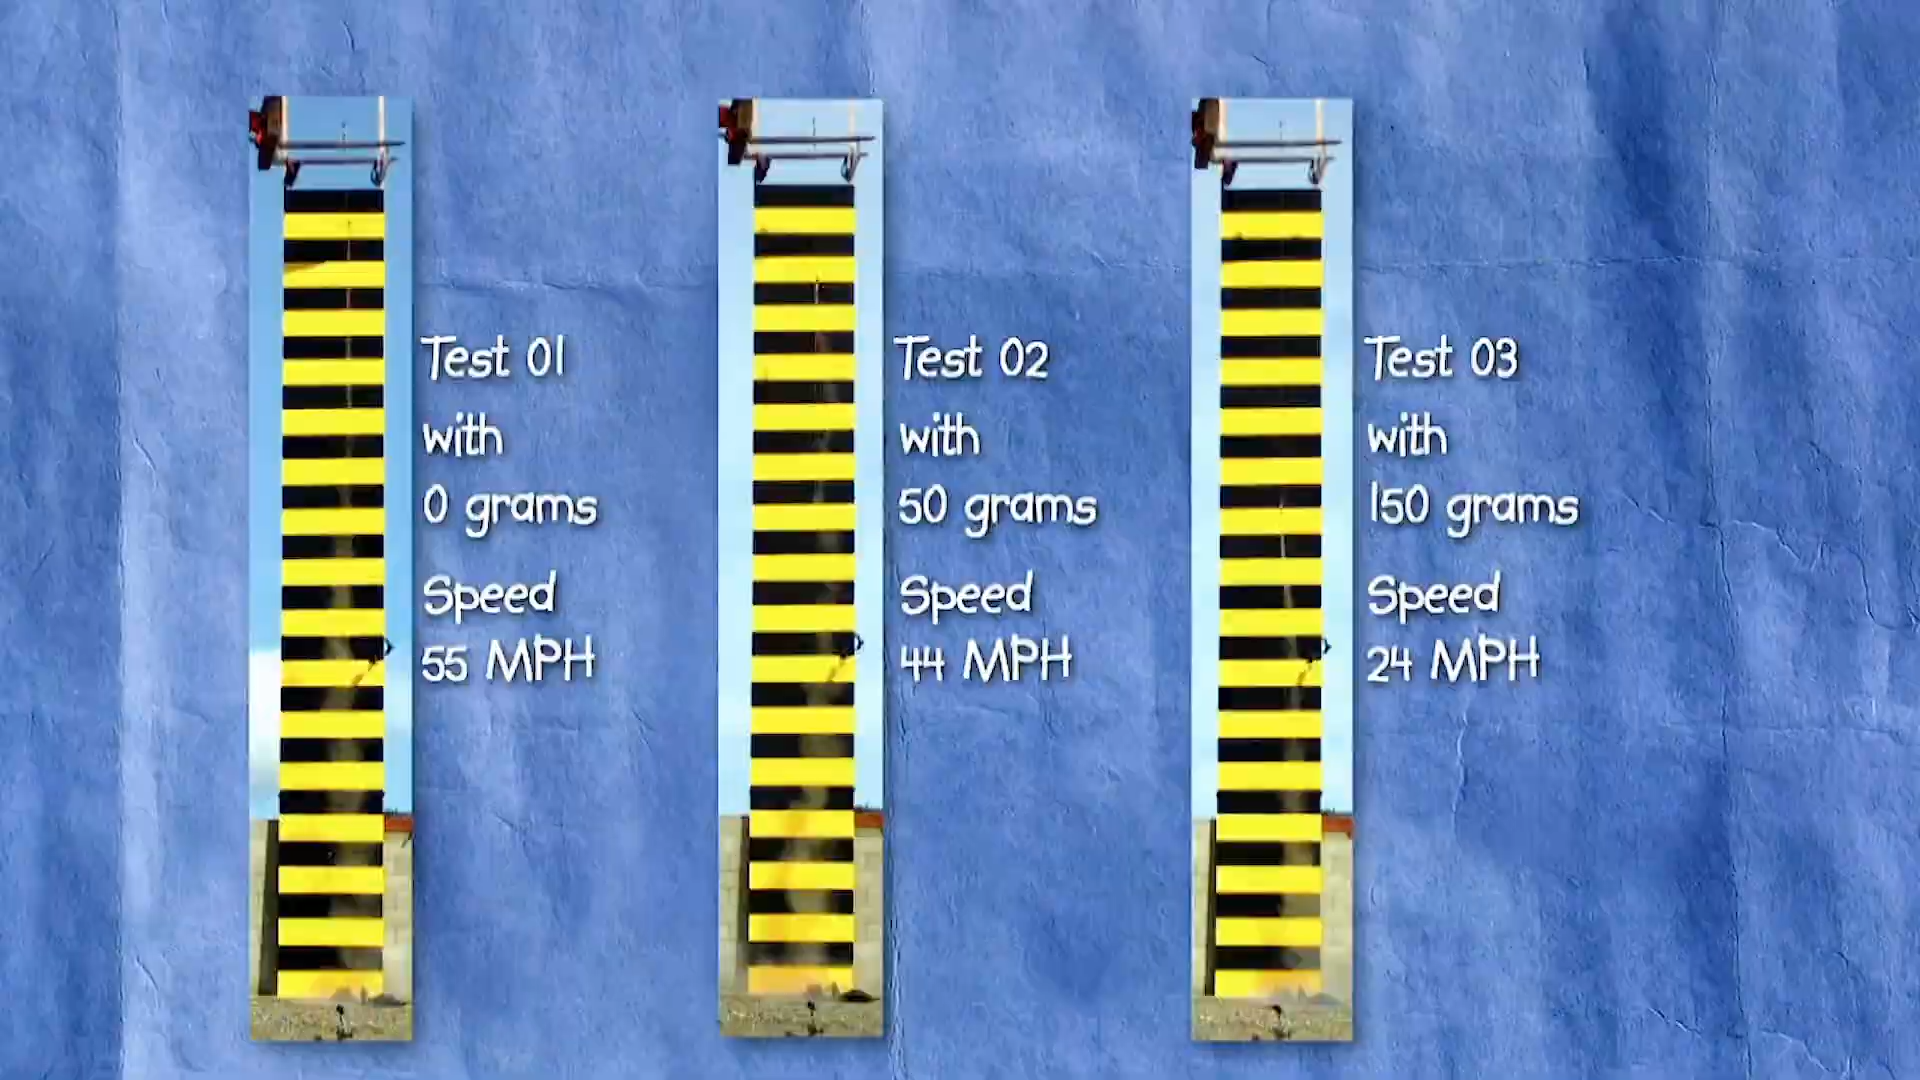 Test 01
with
0 grams
Speed
55 MPH
Test 02
with
50 grams
Speed
44 MPH
Test 03
with
150 grams
Speed
24 MPH